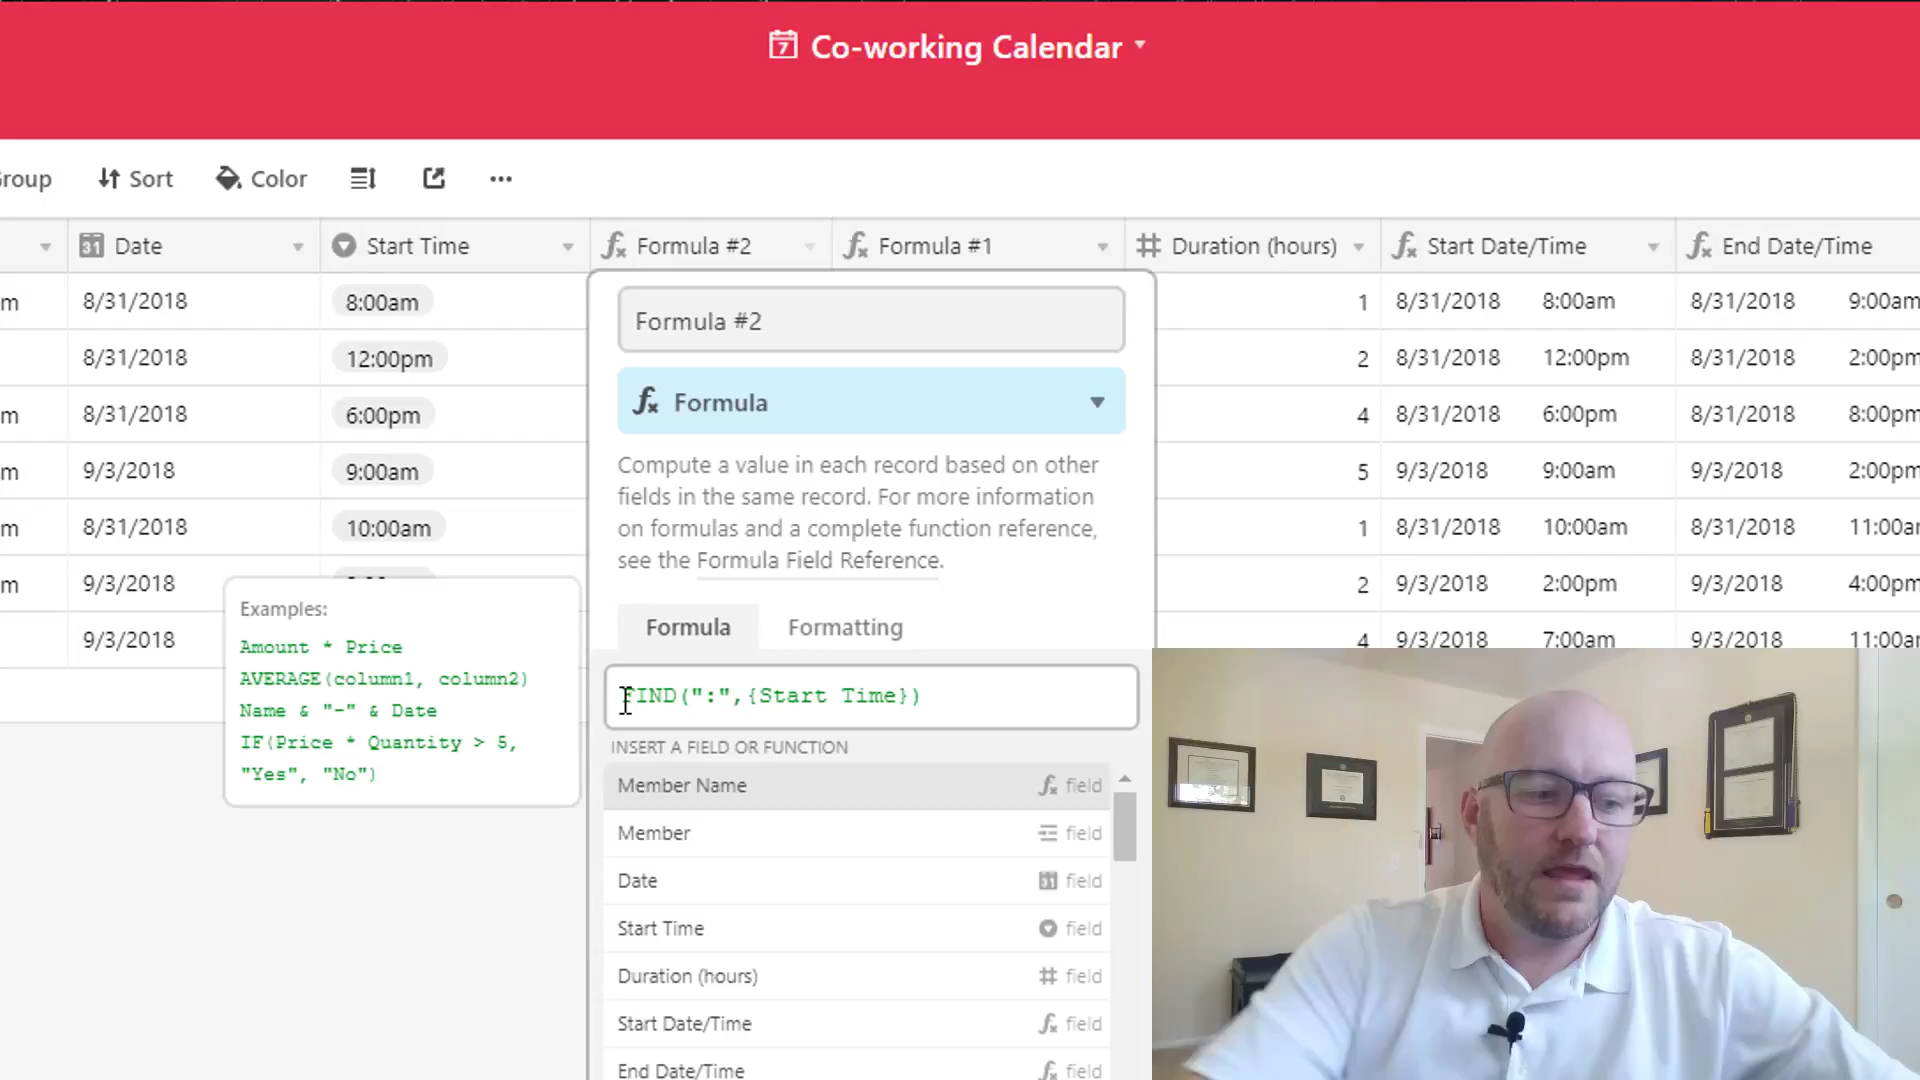 7 Co-working Calendar
Group Sort Color
31 Date Start Time Formula #2 Formula #1 Duration (hours) Start Date/Time End Date/Time
m 8/31/2018 8:00am 1 8/31/2018 8:00am 8/31/2018 9:00am
8/31/2018 12:00pm 2 8/31/2018 12:00pm 8/31/2018 2:00pm
m 8/31/2018 6:00pm 4 8/31/2018 6:00pm 8/31/2018 8:00pm
m 9/3/2018 9:00am 5 9/3/2018 9:00am 9/3/2018 2:00pm
m 8/31/2018 10:00am 1 8/31/2018 10:00am 8/31/2018 11:00am
m 9/3/2018 2 9/3/2018 2:00pm 9/3/2018 4:00pm
9/3/2018 4 9/3/2018 7:00am 9/3/2018 11:00am
Formula #2
Formula
Compute a value in each record based on other
fields in the same record. For more information
on formulas and a complete function reference,
see the Formula Field Reference.
Formula Formatting
FIND(":",{Start Time})
INSERT A FIELD OR FUNCTION
Member Name field
Member field
Date 31 field
Start Time field
Duration (hours) field
Start Date/Time field
End Date/Time field
Examples:
Amount * Price
AVERAGE(column1, column2)
Name & "-" & Date
IF(Price * Quantity > 5,
"Yes", "No")